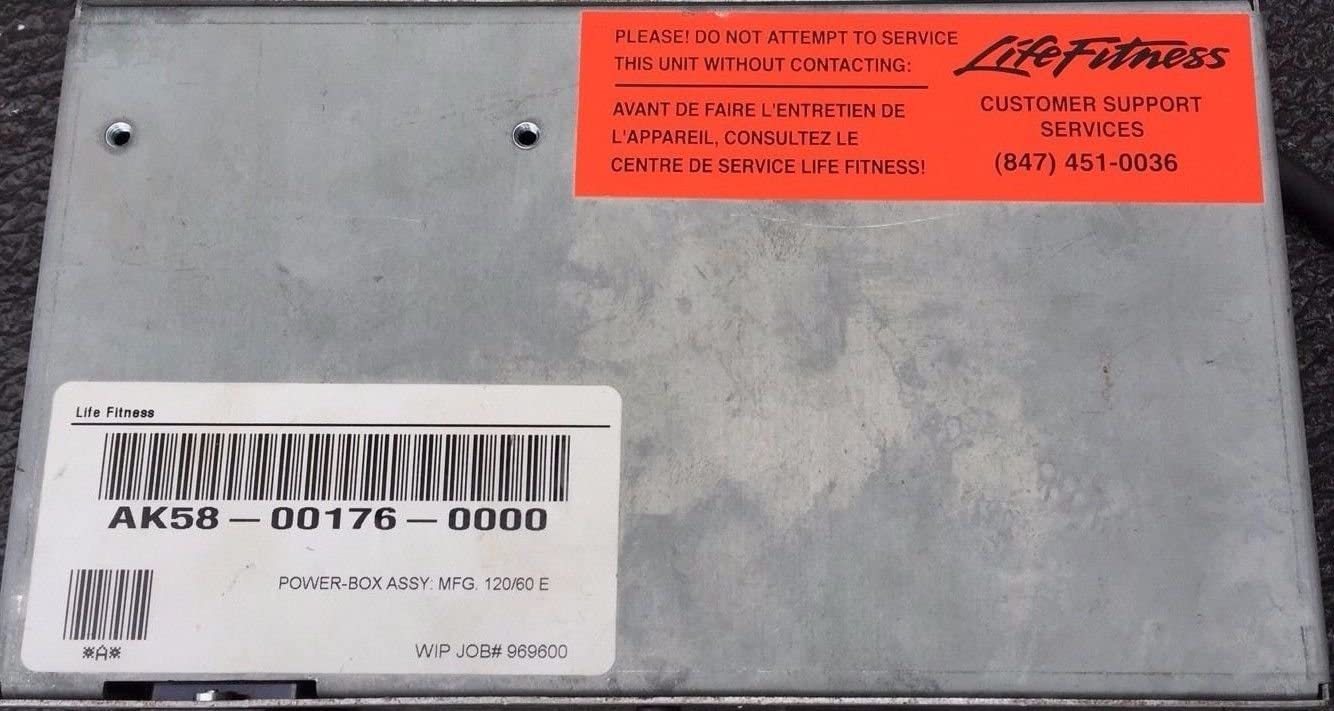 PLEASE! DO NOT ATTEMPT TO SERVICE
THIS UNIT WITHOUT CONTACTING:
AVANT DE FAIRE L'ENTRETIEN DE
L'APPAREIL, CONSULTEZ LE
CENTRE DE SERVICE LIFE FITNESS!
Life Fitness
CUSTOMER SUPPORT
SERVICES
(847) 451-0036
Life Fitness
AK58-00176-0000
POWER-BOX ASSY: MFG. 120/60 E
*A*
WIP JOB# 969600